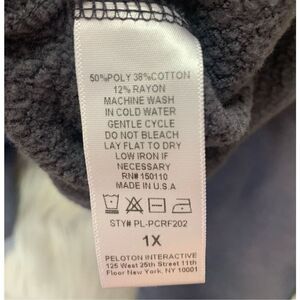 50%POLY 38%COTTON
12% RAYON
MACHINE WASH
IN COLD WATER
GENTLE CYCLE
DO NOT BLEACH
LAY FLAT TO DRY
LOW IRON IF
NECESSARY
RN# 150110
MADE IN U.S.A
STY# PL-PCRF202
1X
PELOTON INTERACTIVE
125 West 25th Street 11th
Floor New York, NY 10001